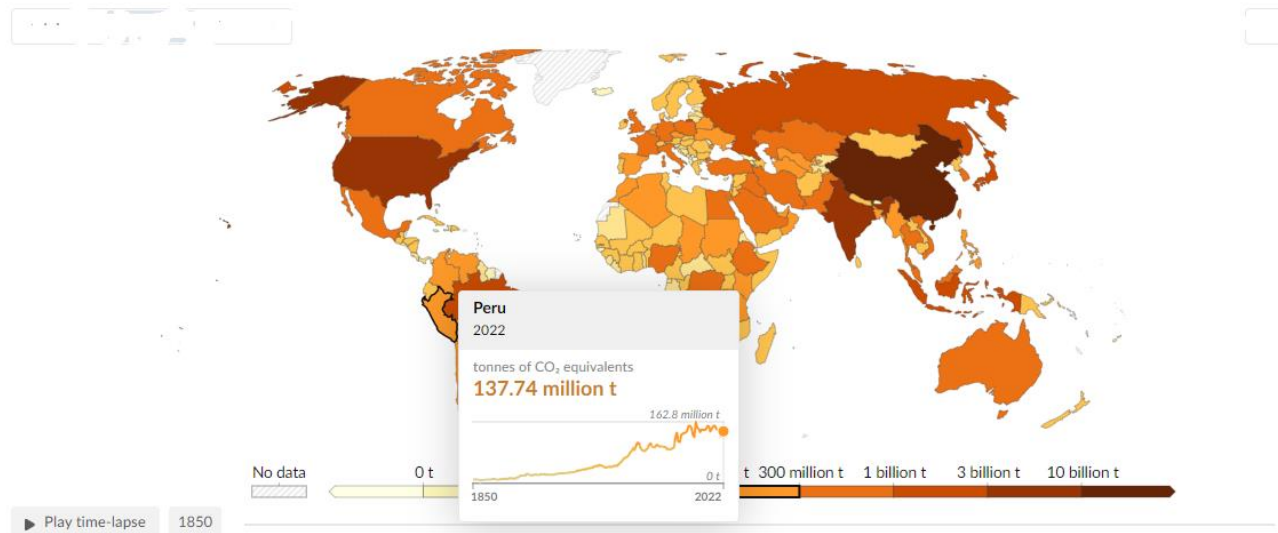 Peru
2022
tonnes of CO₂ equivalents
137.74 million t
162.8 million t
0 t
1850 2022
No data 0 t t 300 million t 1 billion t 3 billion t 10 billion t
Play time-lapse 1850